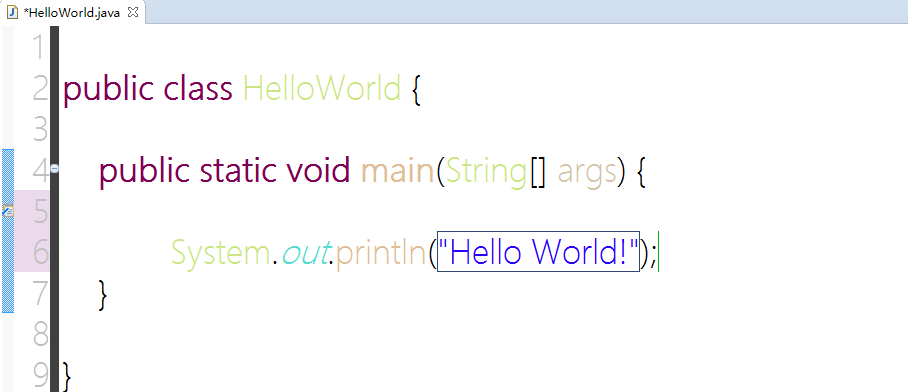 *HelloWorld.java
1
2 public class HelloWorld {
3
4 public static void main(String[] args) {
5
6 System.out.println("Hello World!");
7 }
8
9 }